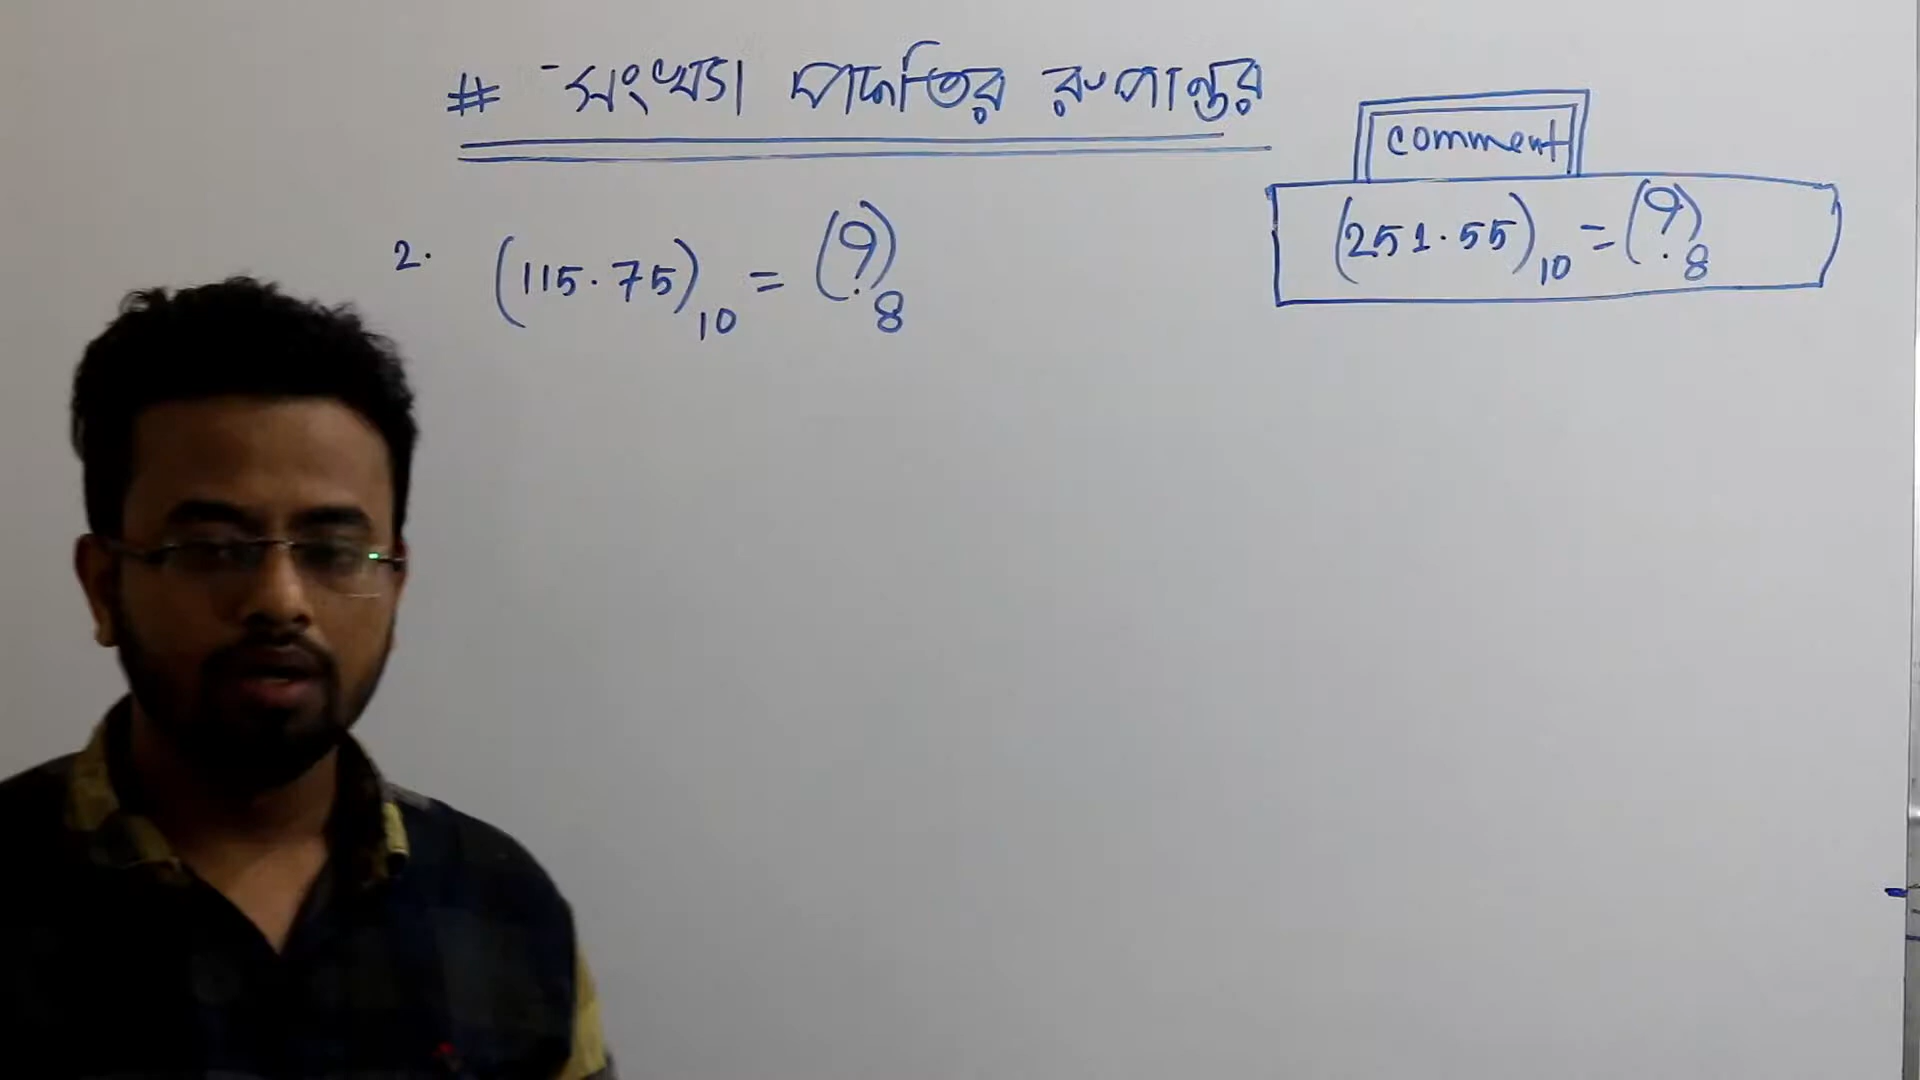 # সংখ্যা পদ্ধতির রুপান্তর
comment
(251.55)₁₀ = (?)₈
2. (115.75)₁₀ = (?)₈